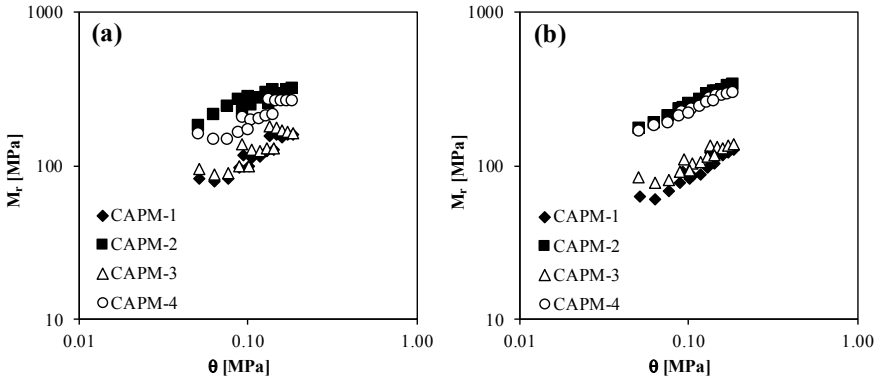 (a)
1000
100
10
0.01
0.10
1.00
Mr [MPa]
θ [MPa]
CAPM-1
CAPM-2
CAPM-3
CAPM-4
(b)
1000
100
10
0.01
0.10
1.00
Mr [MPa]
θ [MPa]
CAPM-1
CAPM-2
CAPM-3
CAPM-4